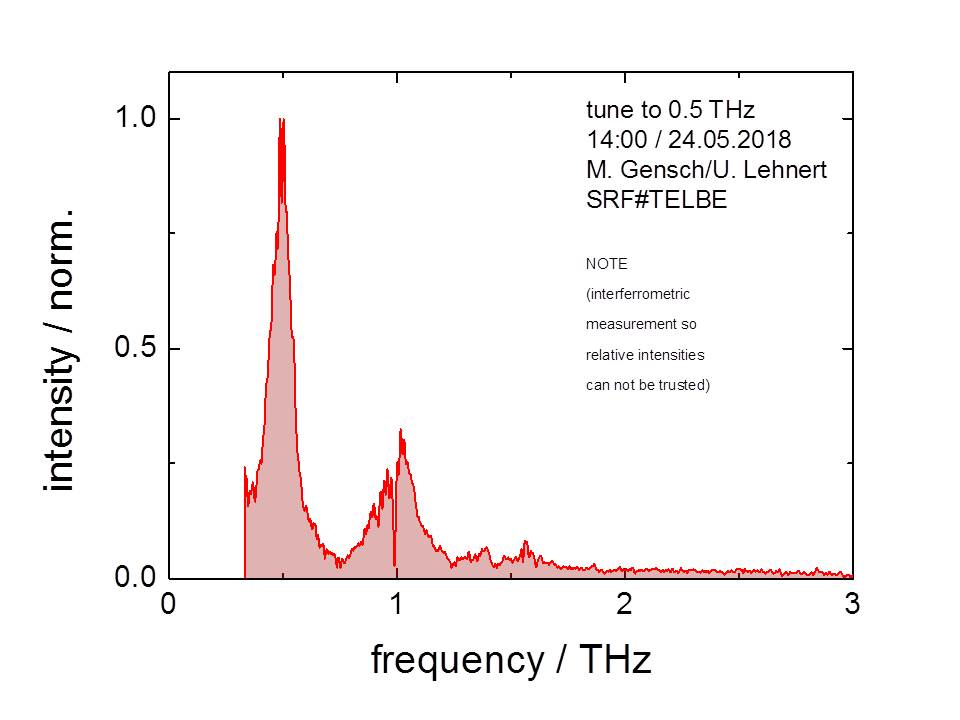 tune to 0.5 THz
14:00 / 24.05.2018
M. Gensch/U. Lehnert
SRF#TELBE
NOTE
(interferrometric
measurement so
relative intensities
can not be trusted)
intensity / norm.
1.0
0.5
0.0
0 1 2 3
frequency / THz